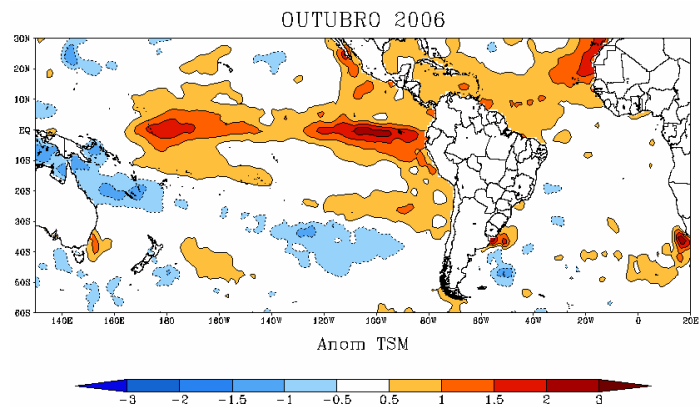 OUTUBRO 2006
30N
20N
10N
EQ
10S
20S
30S
40S
50S
60S
140E 160E 180 160W 140W 120W 100W 80W 60W 40W 20W 0 20E
Anom TSM
-3 -2 -1.5 -1 -0.5 0.5 1 1.5 2 3